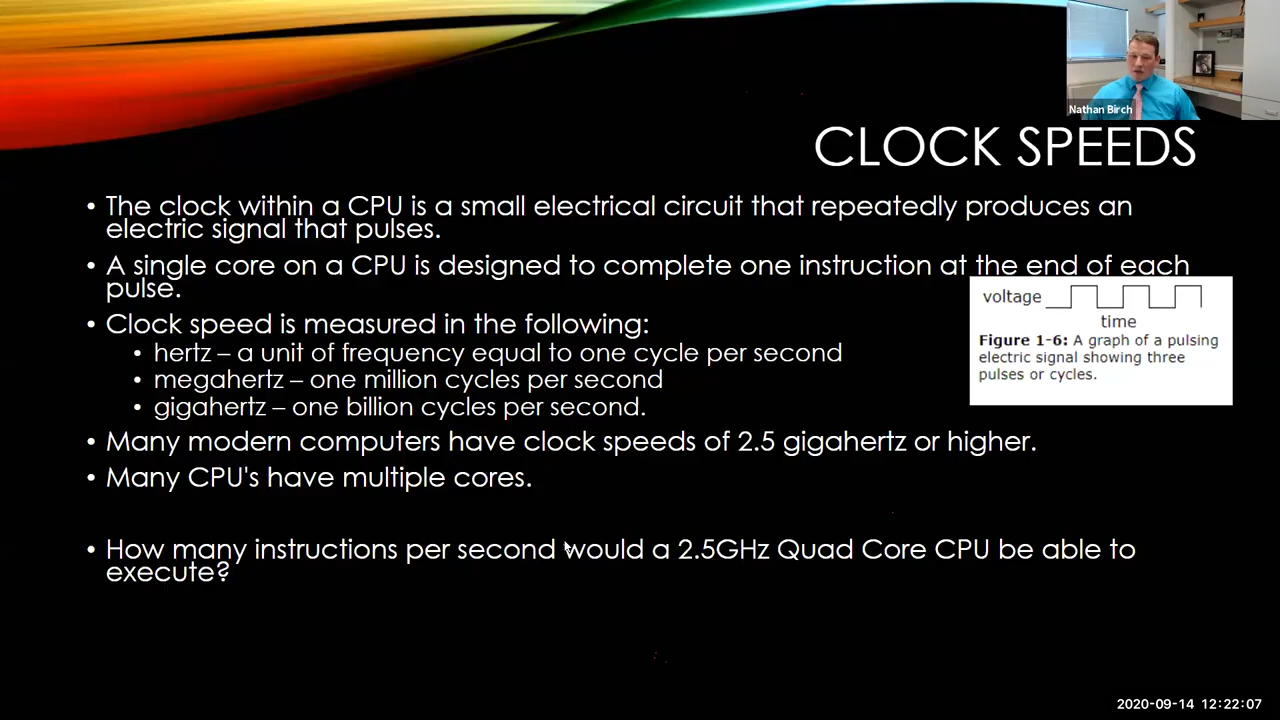 Nathan Birch
CLOCK SPEEDS
• The clock within a CPU is a small electrical circuit that repeatedly produces an
electric signal that pulses.
• A single core on a CPU is designed to complete one instruction at the end of each
pulse.
• Clock speed is measured in the following:
• hertz – a unit of frequency equal to one cycle per second
• megahertz – one million cycles per second
• gigahertz – one billion cycles per second.
voltage
time
Figure 1-6: A graph of a pulsing
electric signal showing three
pulses or cycles.
• Many modern computers have clock speeds of 2.5 gigahertz or higher.
• Many CPU's have multiple cores.
• How many instructions per second would a 2.5GHz Quad Core CPU be able to
execute?
2020-09-14 12:22:07